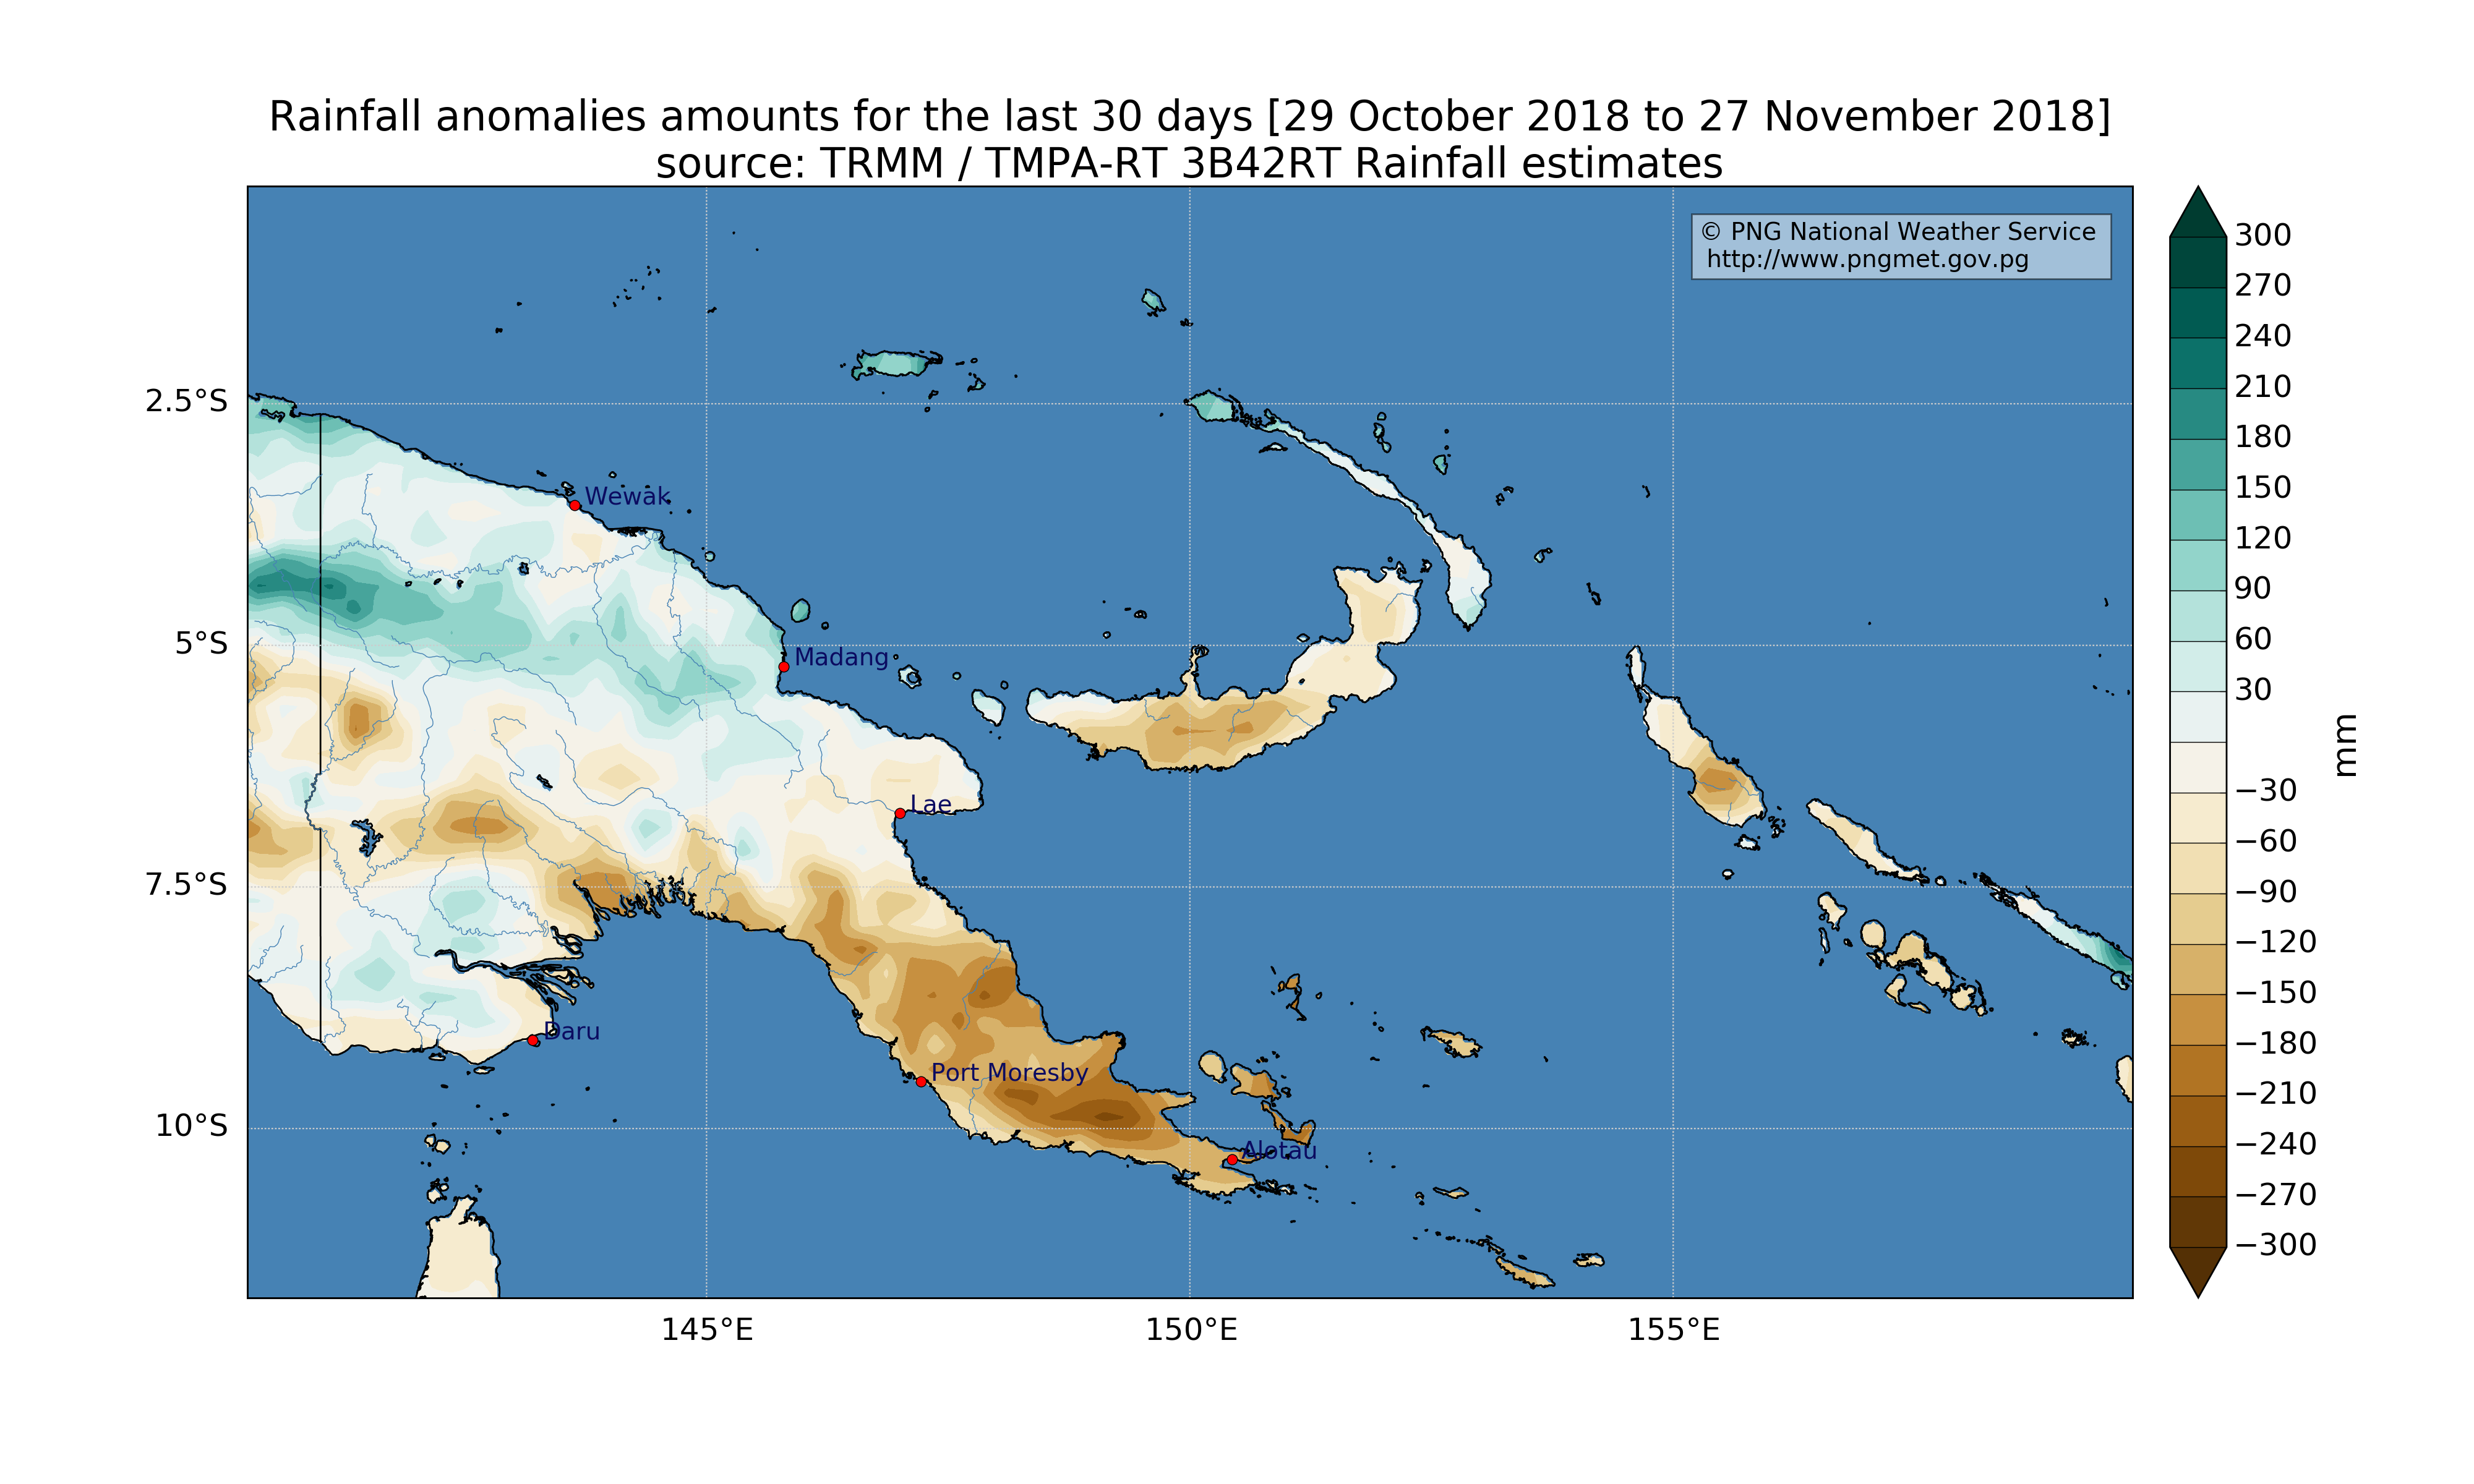 Rainfall anomalies amounts for the last 30 days [29 October 2018 to 27 November 2018]
source: TRMM / TMPA-RT 3B42RT Rainfall estimates
© PNG National Weather Service
http://www.pngmet.gov.pg
2.5°S
5°S
7.5°S
10°S
145°E
150°E
155°E
Wewak
Madang
Lae
Daru
Port Moresby
Alotau
300
270
240
210
180
150
120
90
60
30
−30
−60
−90
−120
−150
−180
−210
−240
−270
−300
mm